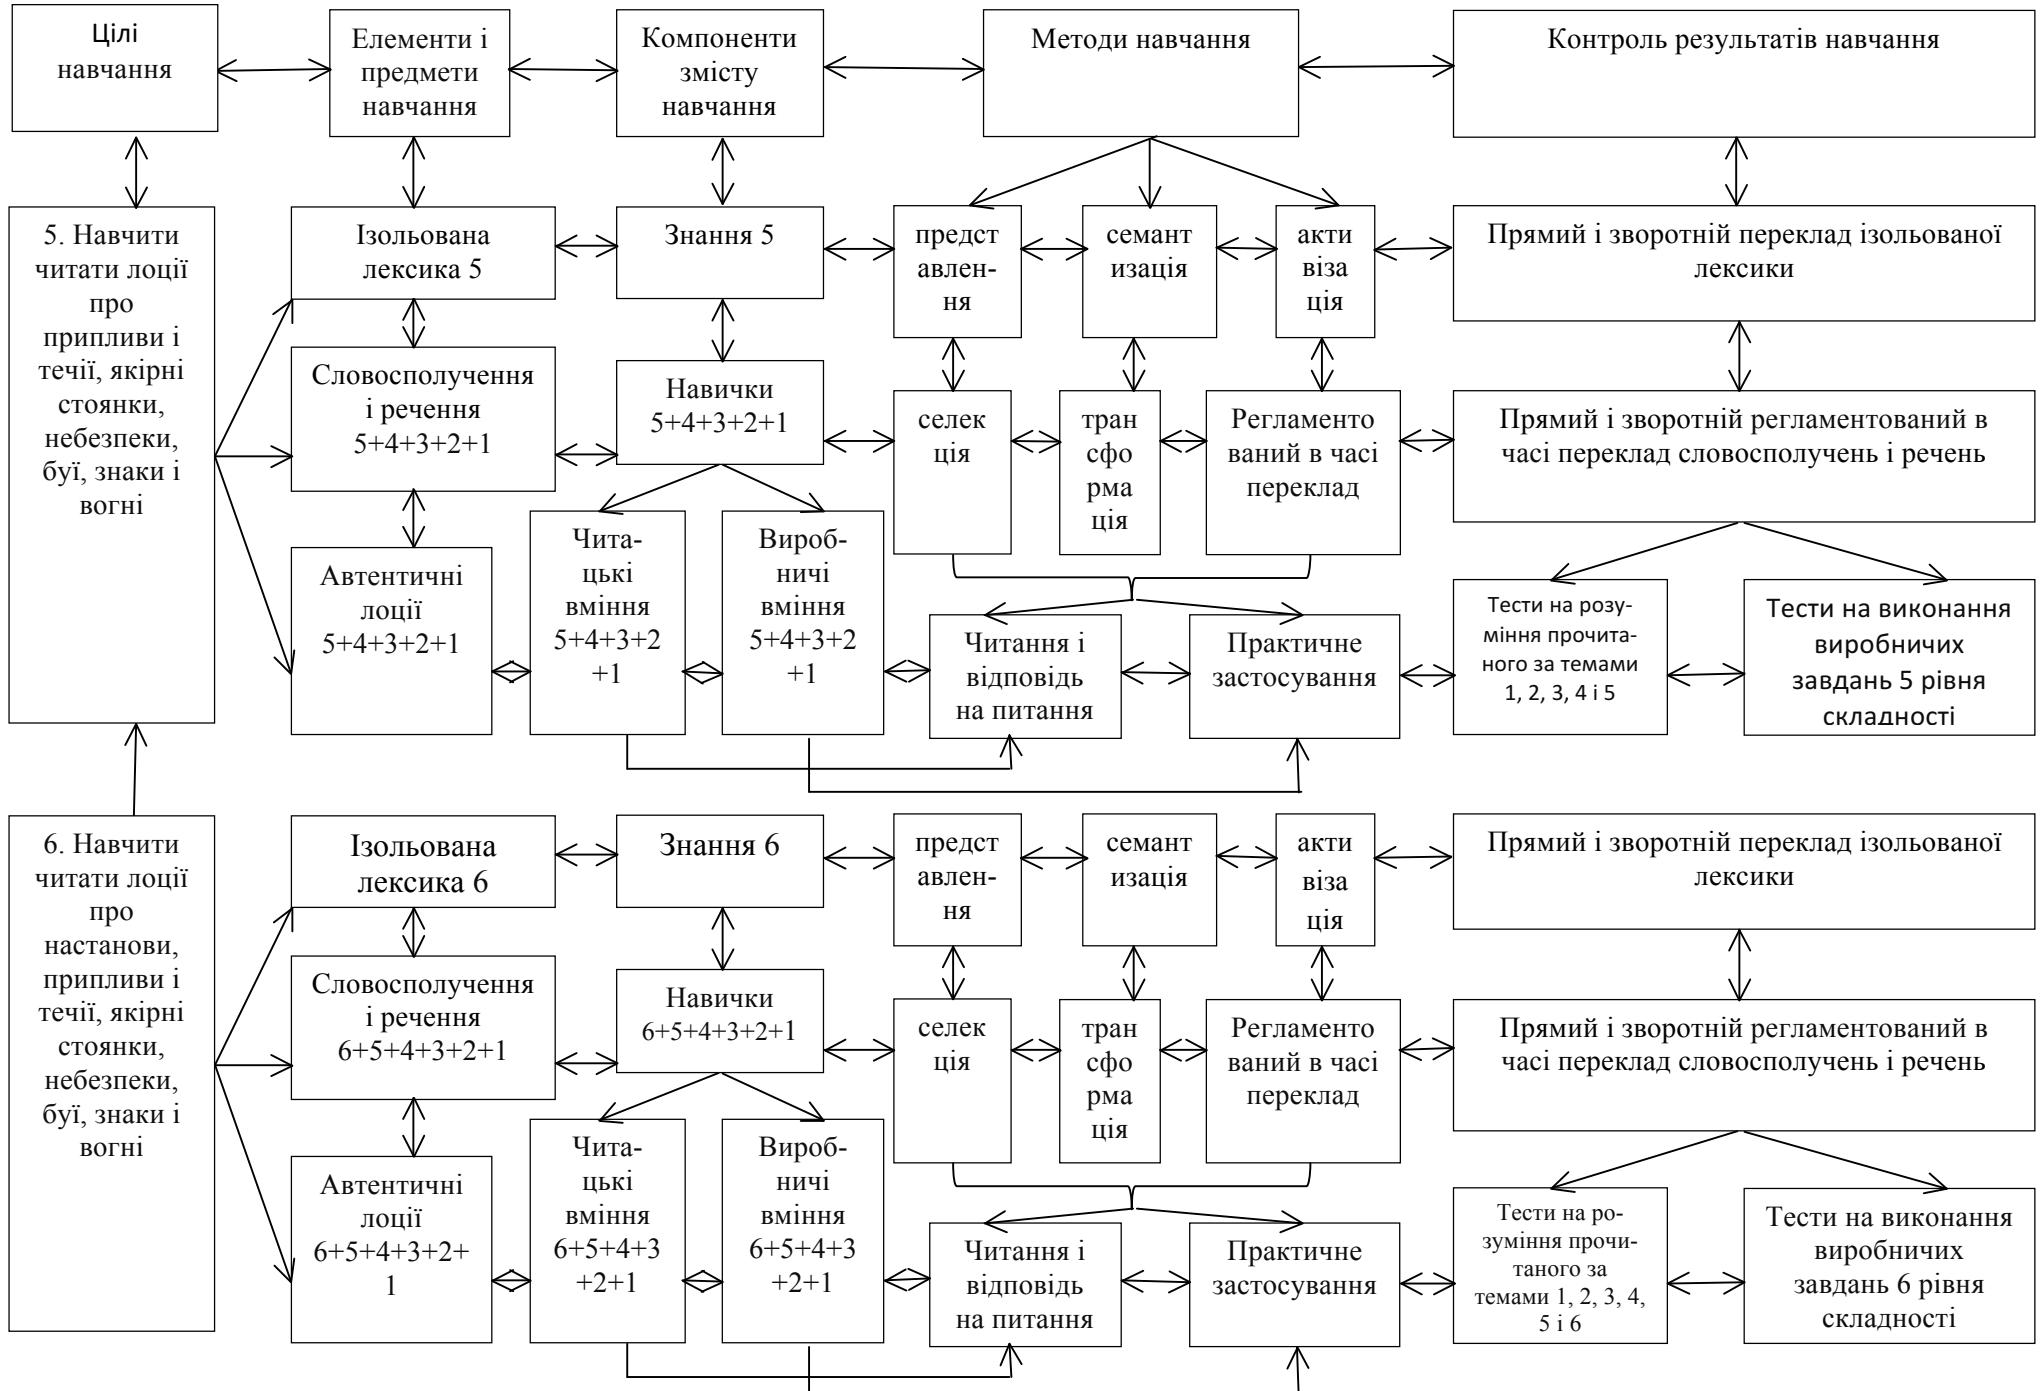 Цілі
навчання
Елементи і
предмети
навчання
Компоненти
змісту
навчання
Методи навчання
Контроль результатів навчання
5. Навчити
читати лоції
про
припливи і
течії, якірні
стоянки,
небезпеки,
буї, знаки і
вогні
Ізольована
лексика 5
Знання 5
предст
авлен-
ня
семант
изація
акти
віза
ція
Прямий і зворотній переклад ізольованої
лексики
Словосполучення
і речення
5+4+3+2+1
Навички
5+4+3+2+1
селек
ція
тран
сфо
рма
ція
Регламенто
ваний в часі
переклад
Прямий і зворотній регламентований в
часі переклад словосполучень і речень
Автентичні
лоції
5+4+3+2+1
Чита-
цькі
вміння
5+4+3+2
+1
Вироб-
ничі
вміння
5+4+3+2
+1
Читання і
відповідь
на питання
Практичне
застосування
Тести на розу-
міння прочита-
ного за темами
1, 2, 3, 4 і 5
Тести на виконання
виробничих
завдань 5 рівня
складності
6. Навчити
читати лоції
про
настанови,
припливи і
течії, якірні
стоянки,
небезпеки,
буї, знаки і
вогні
Ізольована
лексика 6
Знання 6
предст
авлен-
ня
семант
изація
акти
віза
ція
Прямий і зворотній переклад ізольованої
лексики
Словосполучення
і речення
6+5+4+3+2+1
Навички
6+5+4+3+2+1
селек
ція
тран
сфо
рма
ція
Регламенто
ваний в часі
переклад
Прямий і зворотній регламентований в
часі переклад словосполучень і речень
Автентичні
лоції
6+5+4+3+2+
1
Чита-
цькі
вміння
6+5+4+3
+2+1
Вироб-
ничі
вміння
6+5+4+3
+2+1
Читання і
відповідь
на питання
Практичне
застосування
Тести на ро-
зуміння прочи-
таного за
темами 1, 2, 3, 4,
5 і 6
Тести на виконання
виробничих
завдань 6 рівня
складності